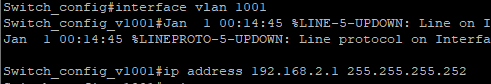 Switch_config#interface vlan 1001
Switch_config_v1001#Jan  1 00:14:45 %LINE-5-UPDOWN: Line on I
Jan  1 00:14:45 %LINEPROTO-5-UPDOWN: Line protocol on Interfa
Switch_config_v1001#ip address 192.168.2.1 255.255.255.252